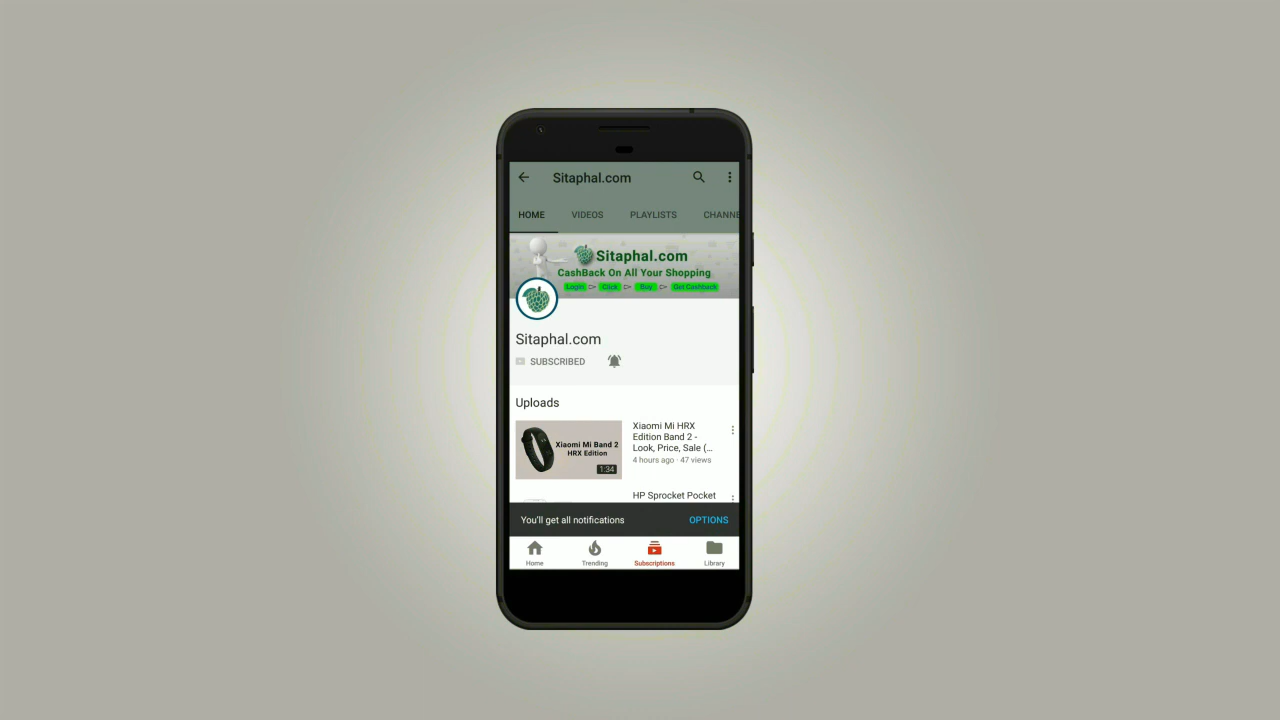 Sitaphal.com
HOME VIDEOS PLAYLISTS CHANNE
Sitaphal.com
CashBack On All Your Shopping
Login Click Buy Get Cashback
Sitaphal.com
SUBSCRIBED
Uploads
Xiaomi Mi Band 2
HRX Edition
1:34
Xiaomi Mi HRX
Edition Band 2 -
Look, Price, Sale (...
4 hours ago · 47 views
HP Sprocket Pocket
You'll get all notifications OPTIONS
Home Trending Subscriptions Library